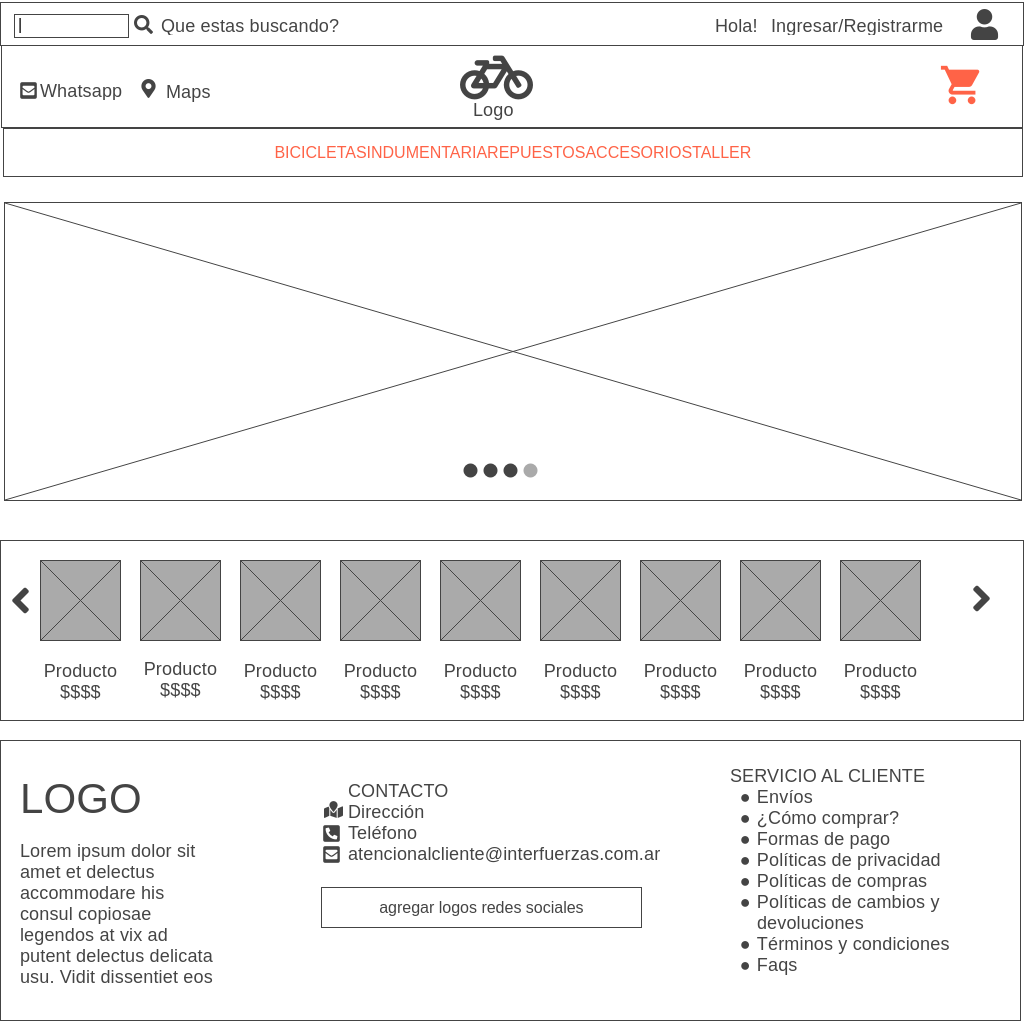 Que estas buscando?
Hola! Ingresar/Registrarme
Whatsapp
Maps
Logo
BICICLETASINDUMENTARIAREPUESTOSACCESORIOSTALLER
Producto
$$$$
Producto
$$$$
Producto
$$$$
Producto
$$$$
Producto
$$$$
Producto
$$$$
Producto
$$$$
Producto
$$$$
Producto
$$$$
LOGO
Lorem ipsum dolor sit
amet et delectus
accommodare his
consul copiosae
legendos at vix ad
putent delectus delicata
usu. Vidit dissentiet eos
CONTACTO
Dirección
Teléfono
atencionalcliente@interfuerzas.com.ar
agregar logos redes sociales
SERVICIO AL CLIENTE
Envíos
¿Cómo comprar?
Formas de pago
Políticas de privacidad
Políticas de compras
Políticas de cambios y
devoluciones
Términos y condiciones
Faqs